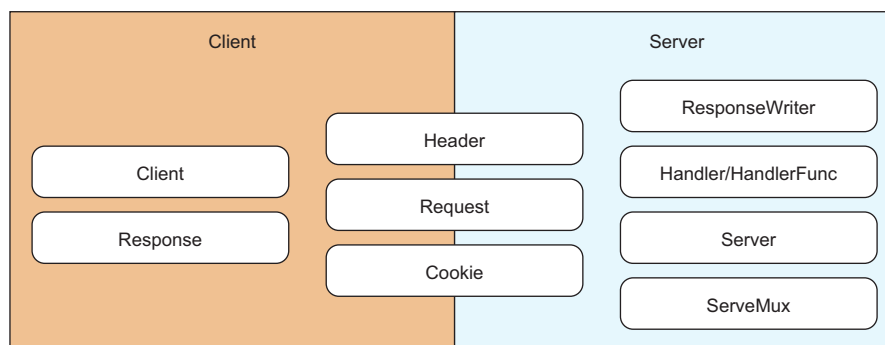 Client
Server
Client
Response
Header
Request
Cookie
ResponseWriter
Handler/HandlerFunc
Server
ServeMux